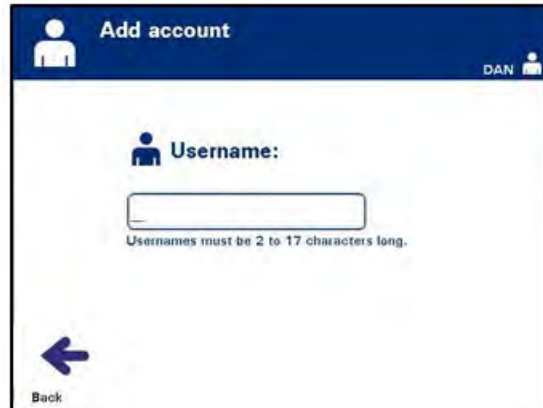 Add account
DAN
Username:
_
Usernames must be 2 to 17 characters long.
Back